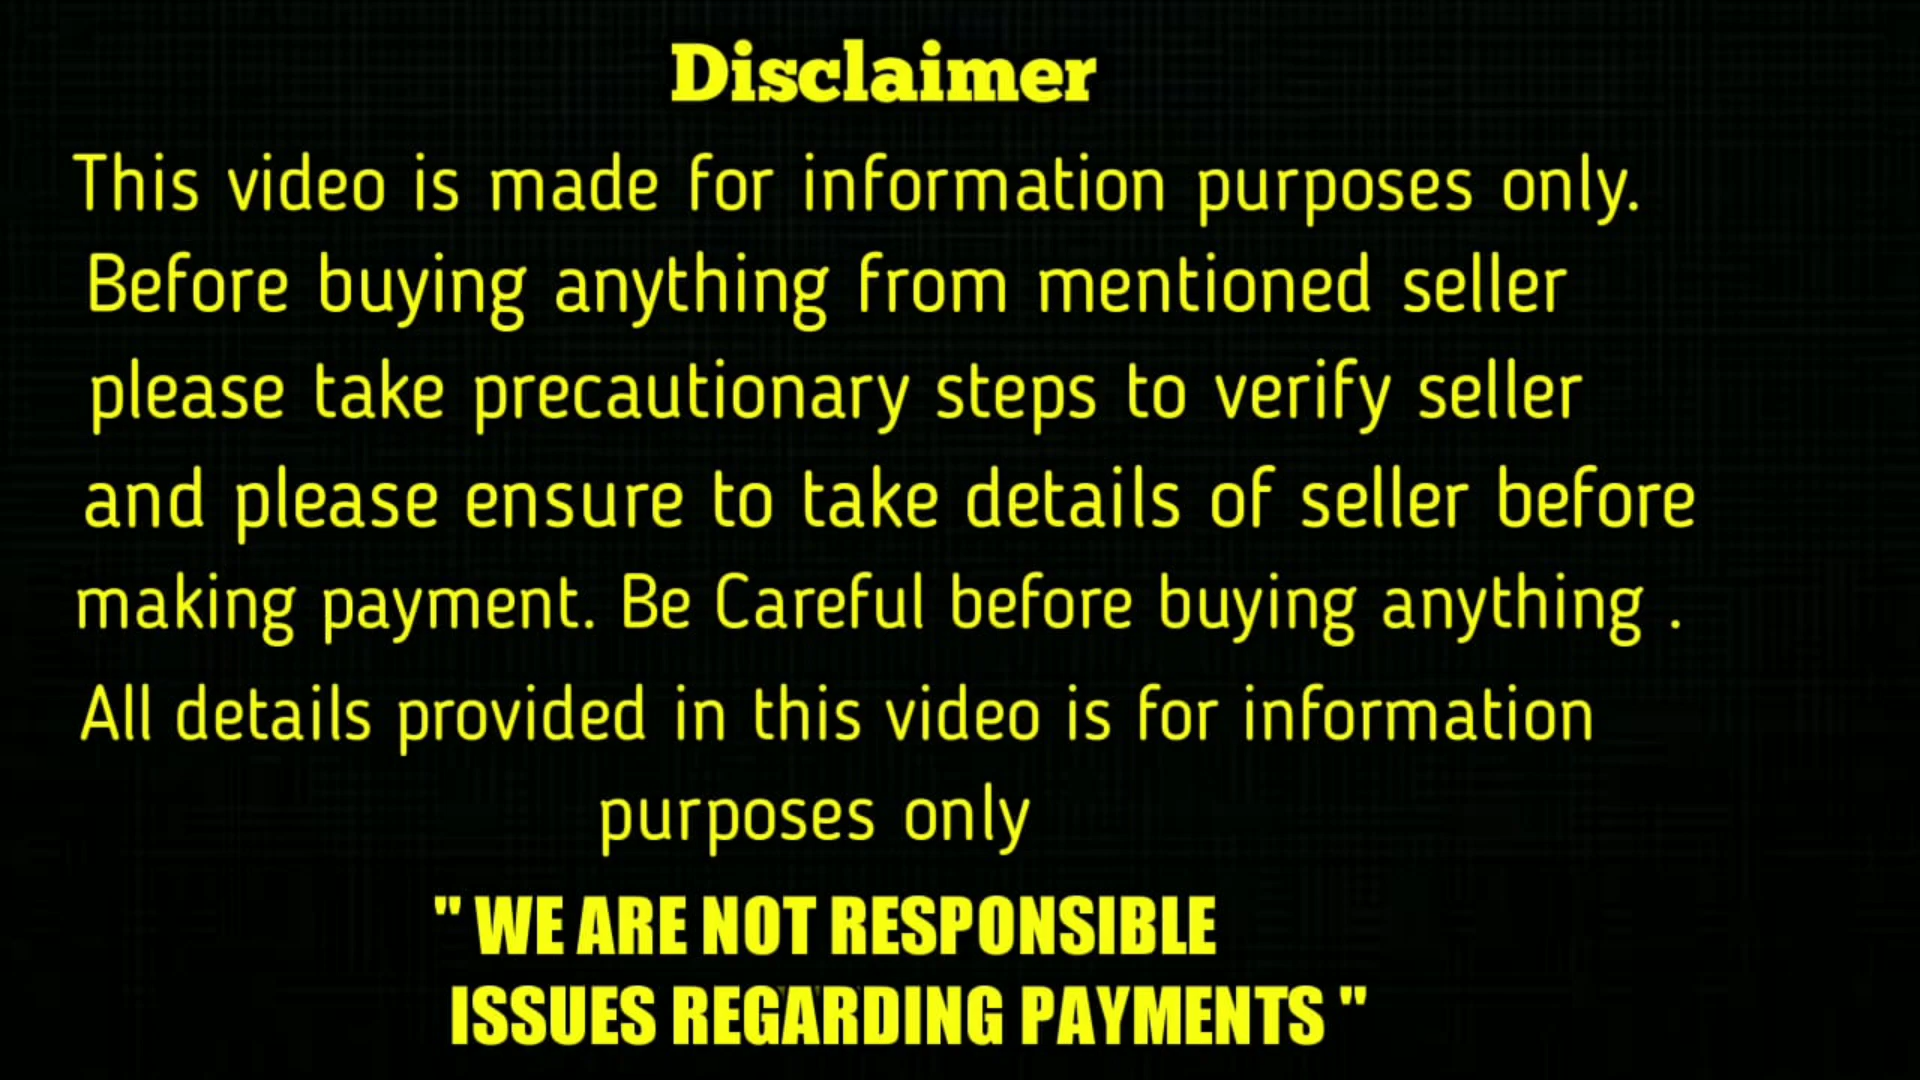 Disclaimer
This video is made for information purposes only.
Before buying anything from mentioned seller
please take precautionary steps to verify seller
and please ensure to take details of seller before
making payment. Be Careful before buying anything .
All details provided in this video is for information
purposes only
" WE ARE NOT RESPONSIBLE
ISSUES REGARDING PAYMENTS "